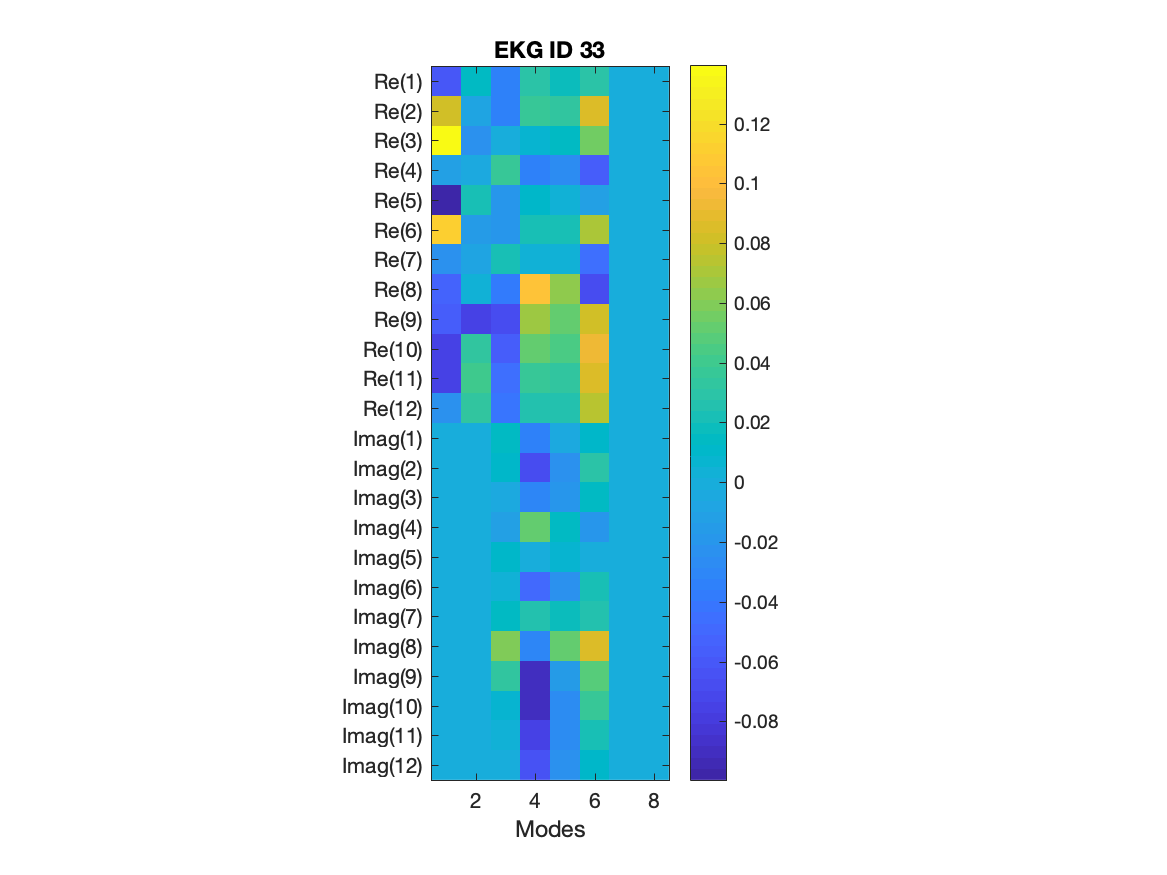 EKG ID 33
Re(1)
Re(2)
Re(3)
Re(4)
Re(5)
Re(6)
Re(7)
Re(8)
Re(9)
Re(10)
Re(11)
Re(12)
Imag(1)
Imag(2)
Imag(3)
Imag(4)
Imag(5)
Imag(6)
Imag(7)
Imag(8)
Imag(9)
Imag(10)
Imag(11)
Imag(12)
2 4 6 8
Modes
0.12
0.1
0.08
0.06
0.04
0.02
0
-0.02
-0.04
-0.06
-0.08